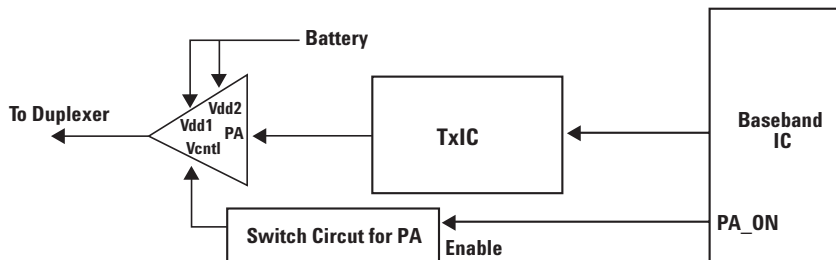 Battery
To Duplexer
Vdd2
Vdd1
PA
Vcntl
TxIC
Baseband
IC
Switch Circut for PA
Enable
PA_ON